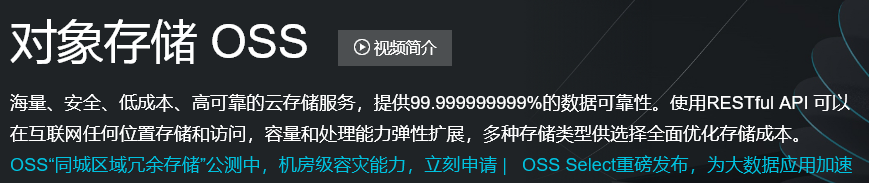 对象存储 OSS
视频简介
海量、安全、低成本、高可靠的云存储服务，提供99.999999999%的数据可靠性。使用RESTful API 可以
在互联网任何位置存储和访问，容量和处理能力弹性扩展，多种存储类型供选择全面优化存储成本。
OSS“同城区域冗余存储”公测中，机房级容灾能力，立刻申请 | OSS Select重磅发布，为大数据应用加速